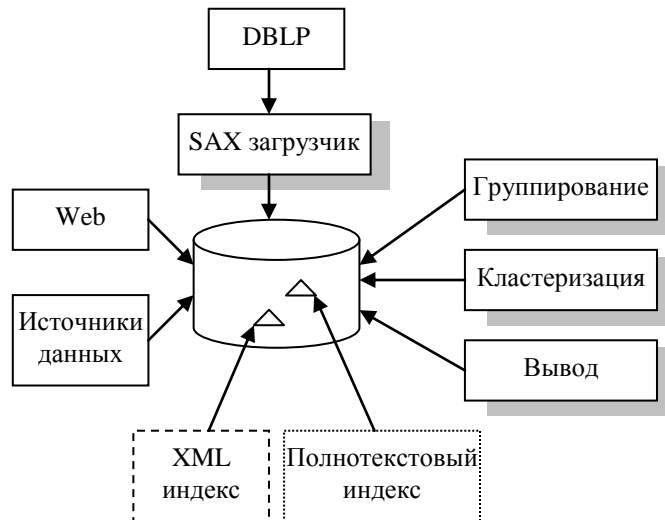 DBLP
SAX загрузчик
Web
Источники
данных
Группирование
Кластеризация
Вывод
XML
индекс
Полнотекстовый
индекс